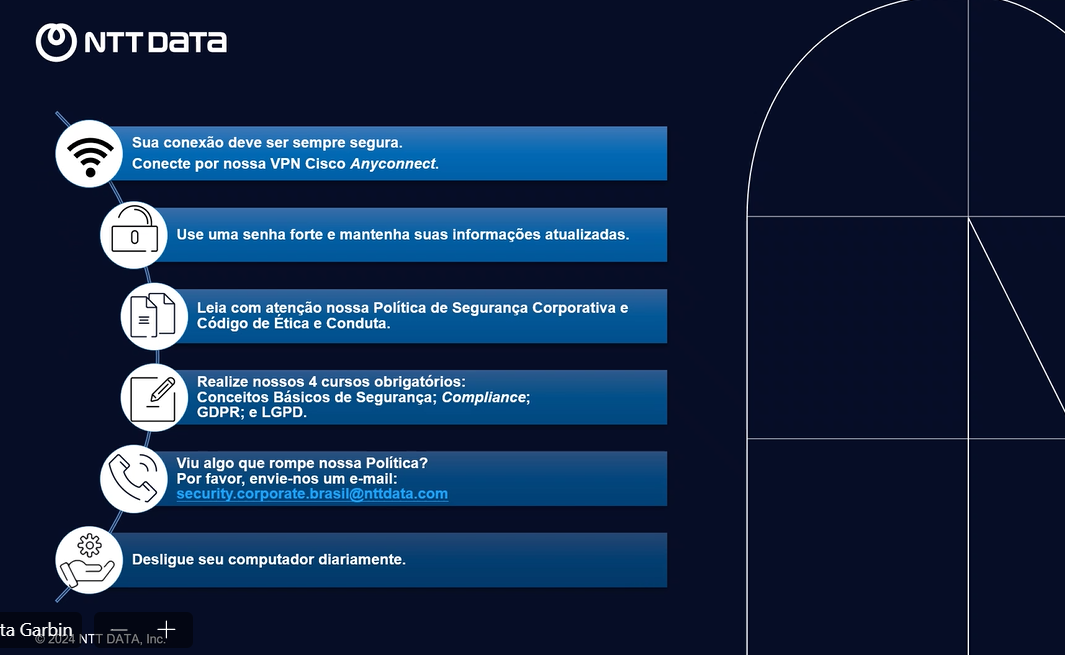 NTT DATA
Sua conexão deve ser sempre segura.
Conecte por nossa VPN Cisco Anyconnect.
Use uma senha forte e mantenha suas informações atualizadas.
Leia com atenção nossa Política de Segurança Corporativa e
Código de Ética e Conduta.
Realize nossos 4 cursos obrigatórios:
Conceitos Básicos de Segurança; Compliance;
GDPR; e LGPD.
Viu algo que rompe nossa Política?
Por favor, envie-nos um e-mail:
security.corporate.brasil@nttdata.com
Desligue seu computador diariamente.
ta Garbin
© 2024 NTT DATA, Inc.